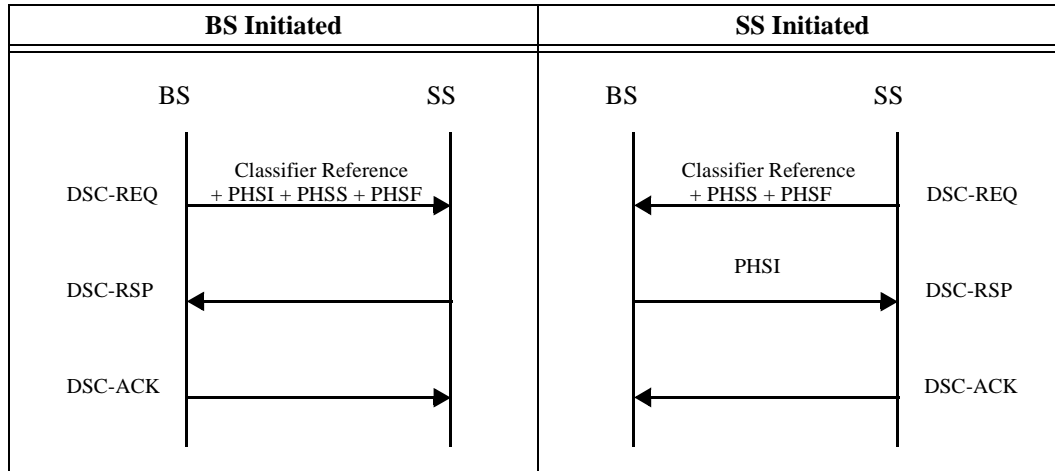 BS Initiated
SS Initiated
BS
SS
Classifier Reference
DSC-REQ
+ PHSI + PHSS + PHSF
DSC-RSP
DSC-ACK
BS
SS
Classifier Reference
+ PHSS + PHSF
DSC-REQ
PHSI
DSC-RSP
DSC-ACK